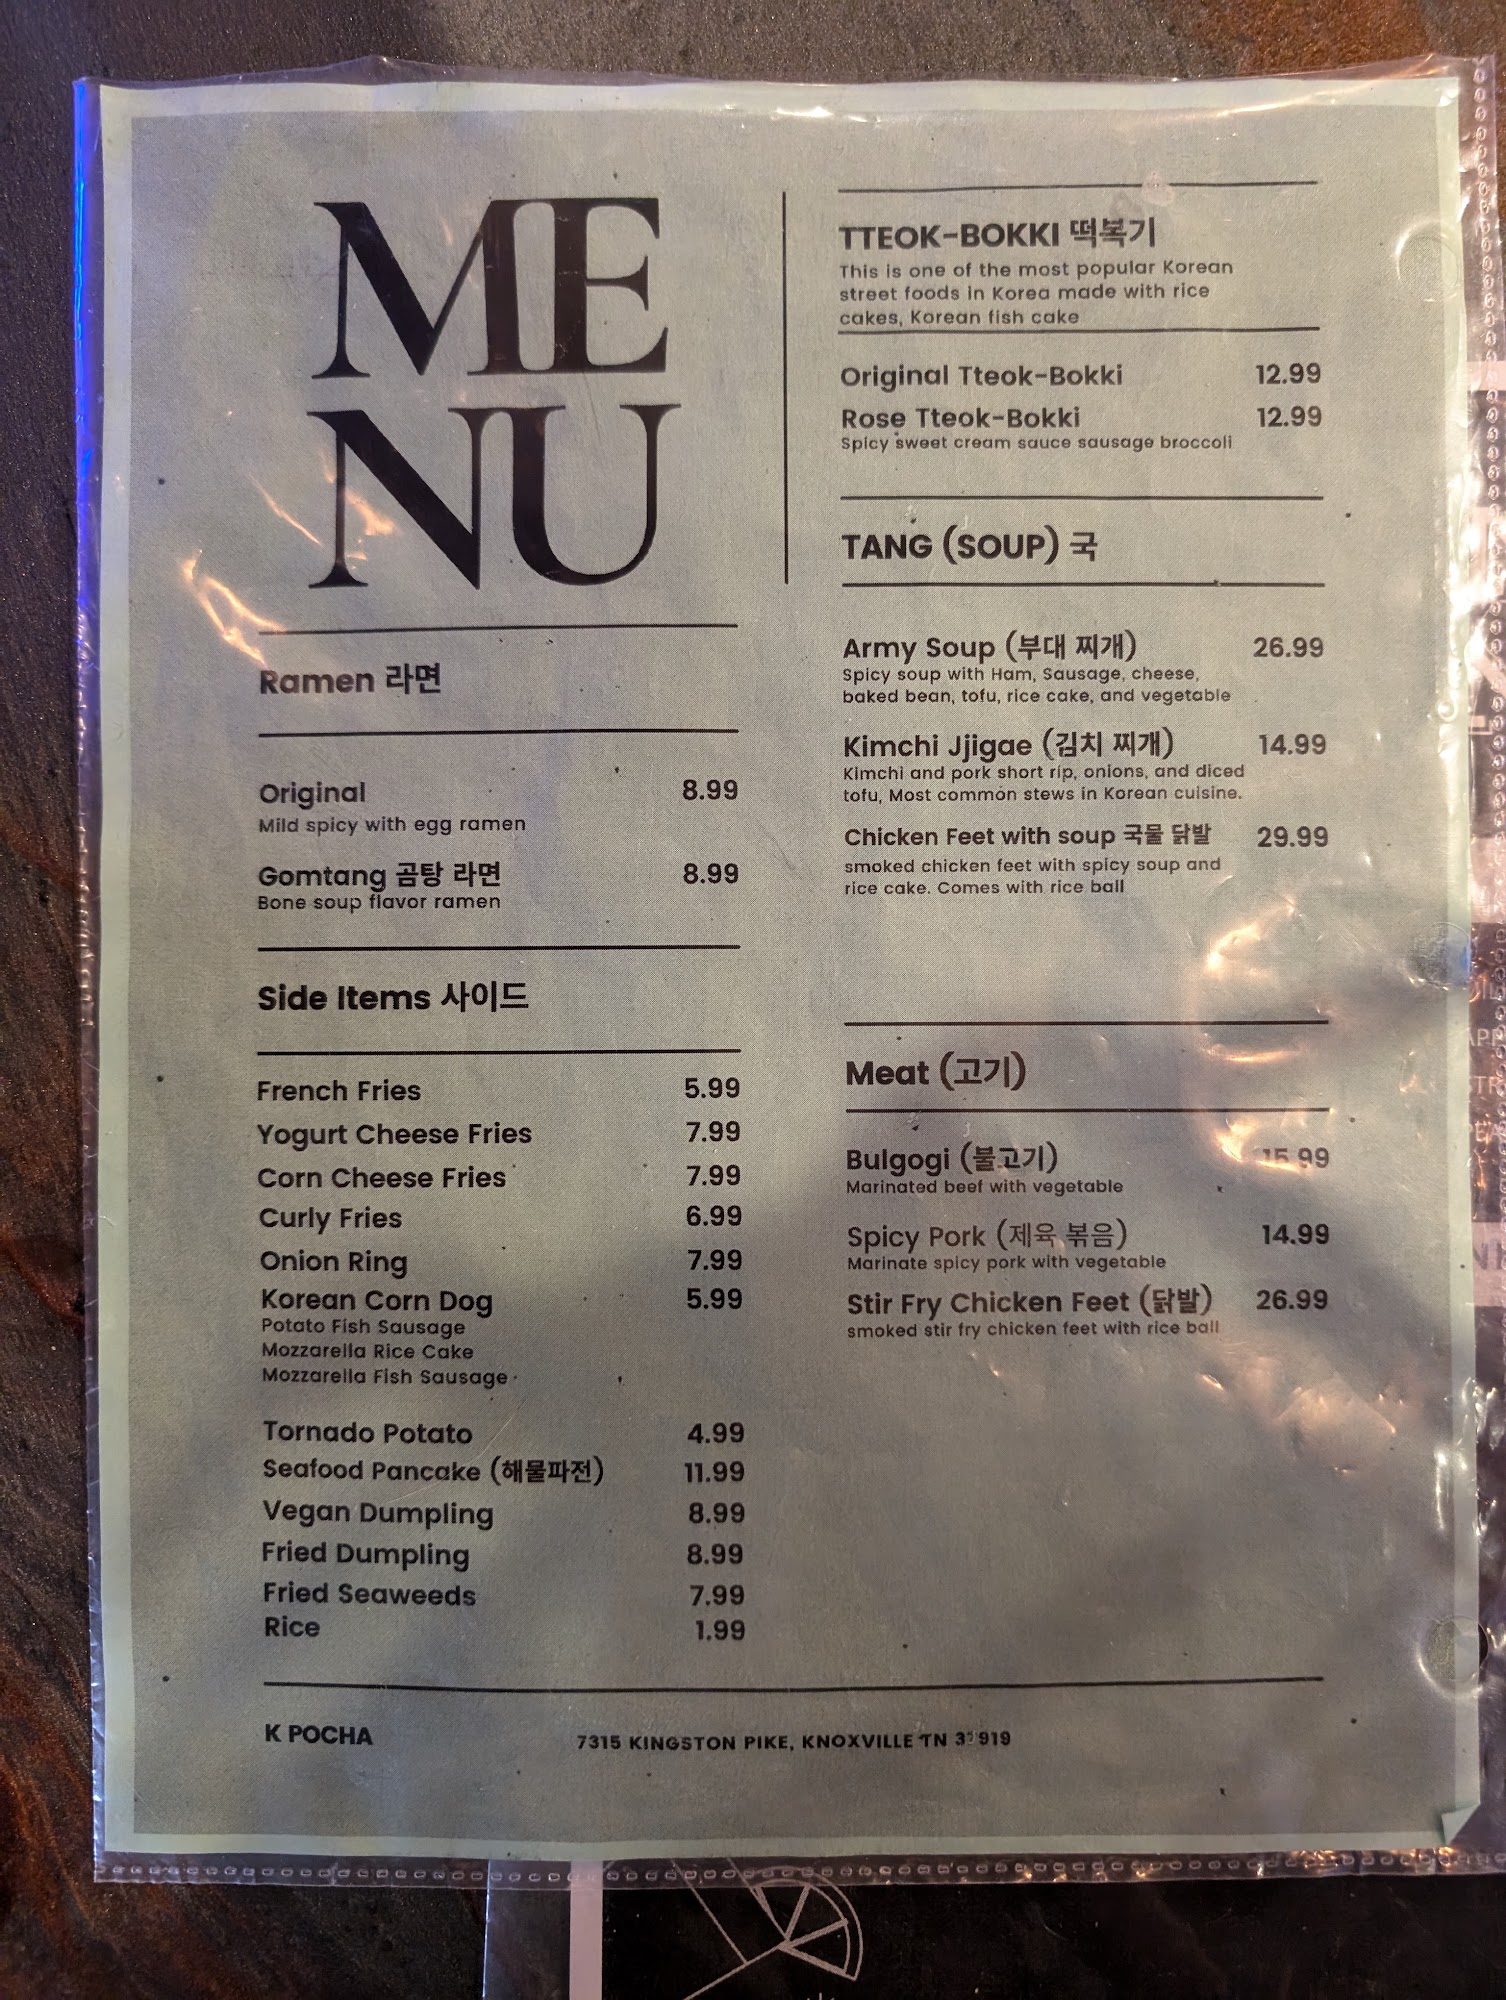 ME
NU
Ramen 라면
Original 8.99
Mild spicy with egg ramen
Gomtang 곰탕 라면 8.99
Bone soup flavor ramen
Side Items 사이드
French Fries 5.99
Yogurt Cheese Fries 7.99
Corn Cheese Fries 7.99
Curly Fries 6.99
Onion Ring 7.99
Korean Corn Dog 5.99
Potato Fish Sausage
Mozzarella Rice Cake
Mozzarella Fish Sausage
Tornado Potato 4.99
Seafood Pancake (해물파전) 11.99
Vegan Dumpling 8.99
Fried Dumpling 8.99
Fried Seaweeds 7.99
Rice 1.99
TTEOK-BOKKI 떡복기
This is one of the most popular Korean
street foods in Korea made with rice
cakes, Korean fish cake
Original Tteok-Bokki 12.99
Rose Tteok-Bokki 12.99
Spicy sweet cream sauce sausage broccoli
TANG (SOUP) 국
Army Soup (부대 찌개) 26.99
Spicy soup with Ham, Sausage, cheese,
baked bean, tofu, rice cake, and vegetable
Kimchi Jjigae (김치 찌개) 14.99
Kimchi and pork short rip, onions, and diced
tofu, Most common stews in Korean cuisine.
Chicken Feet with soup 국물 닭발 29.99
smoked chicken feet with spicy soup and
rice cake. Comes with rice ball
Meat (고기)
Bulgogi (불고기) 15.99
Marinated beef with vegetable
Spicy Pork (제육 볶음) 14.99
Marinate spicy pork with vegetable
Stir Fry Chicken Feet (닭발) 26.99
smoked stir fry chicken feet with rice ball
K POCHA
7315 KINGSTON PIKE, KNOXVILLE TN 37919